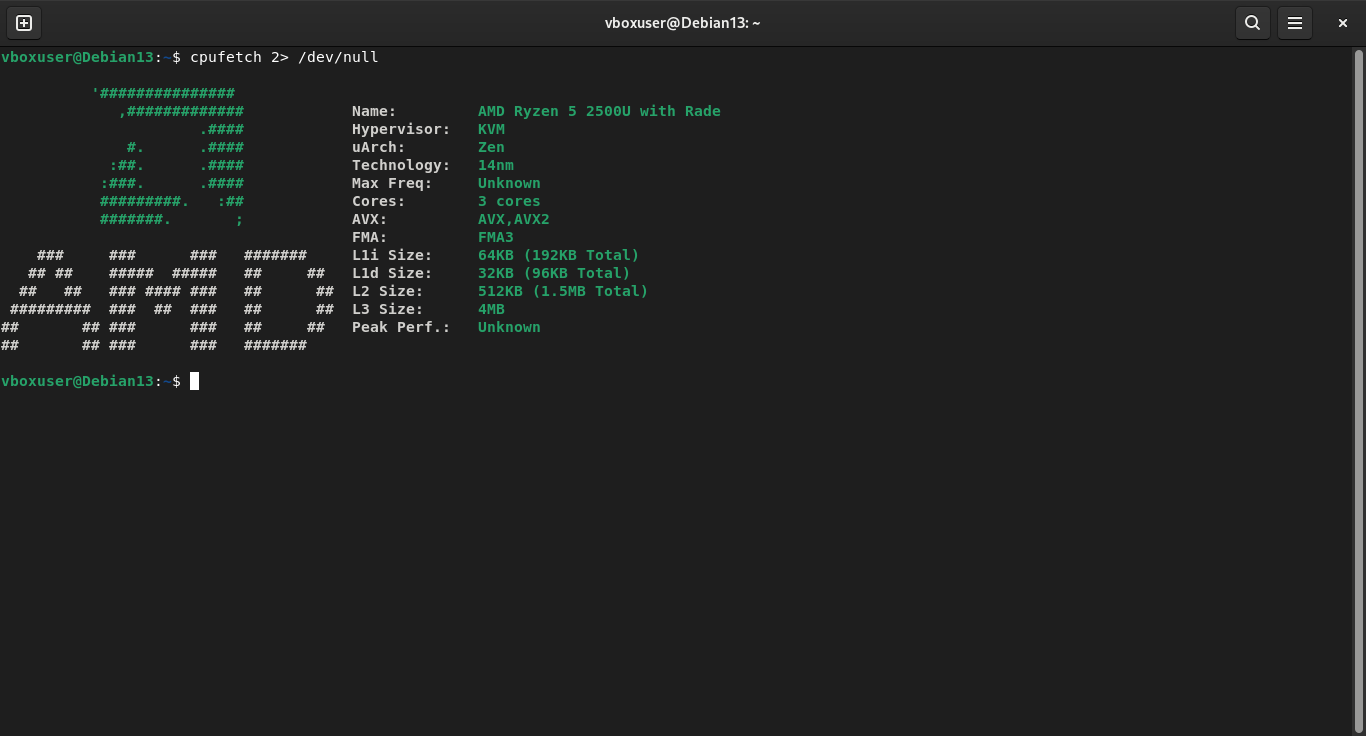 vboxuser@Debian13: ~
vboxuser@Debian13:~$ cpufetch 2> /dev/null
          '###############
             ,#############            Name:         AMD Ryzen 5 2500U with Rade
                      .####            Hypervisor:   KVM
              #.      .####            uArch:        Zen
            :##.      .####            Technology:   14nm
           :###.      .####            Max Freq:     Unknown
           #########.   :##            Cores:        3 cores
           #######.       ;            AVX:          AVX,AVX2
                                       FMA:          FMA3
    ###     ###      ###   #######     L1i Size:     64KB (192KB Total)
   ## ##    #####  #####   ##     ##   L1d Size:     32KB (96KB Total)
  ##   ##   ### #### ###   ##      ##  L2 Size:      512KB (1.5MB Total)
 #########  ###  ##  ###   ##      ##  L3 Size:      4MB
##       ## ###      ###   ##     ##   Peak Perf.:   Unknown
##       ## ###      ###   #######
vboxuser@Debian13:~$